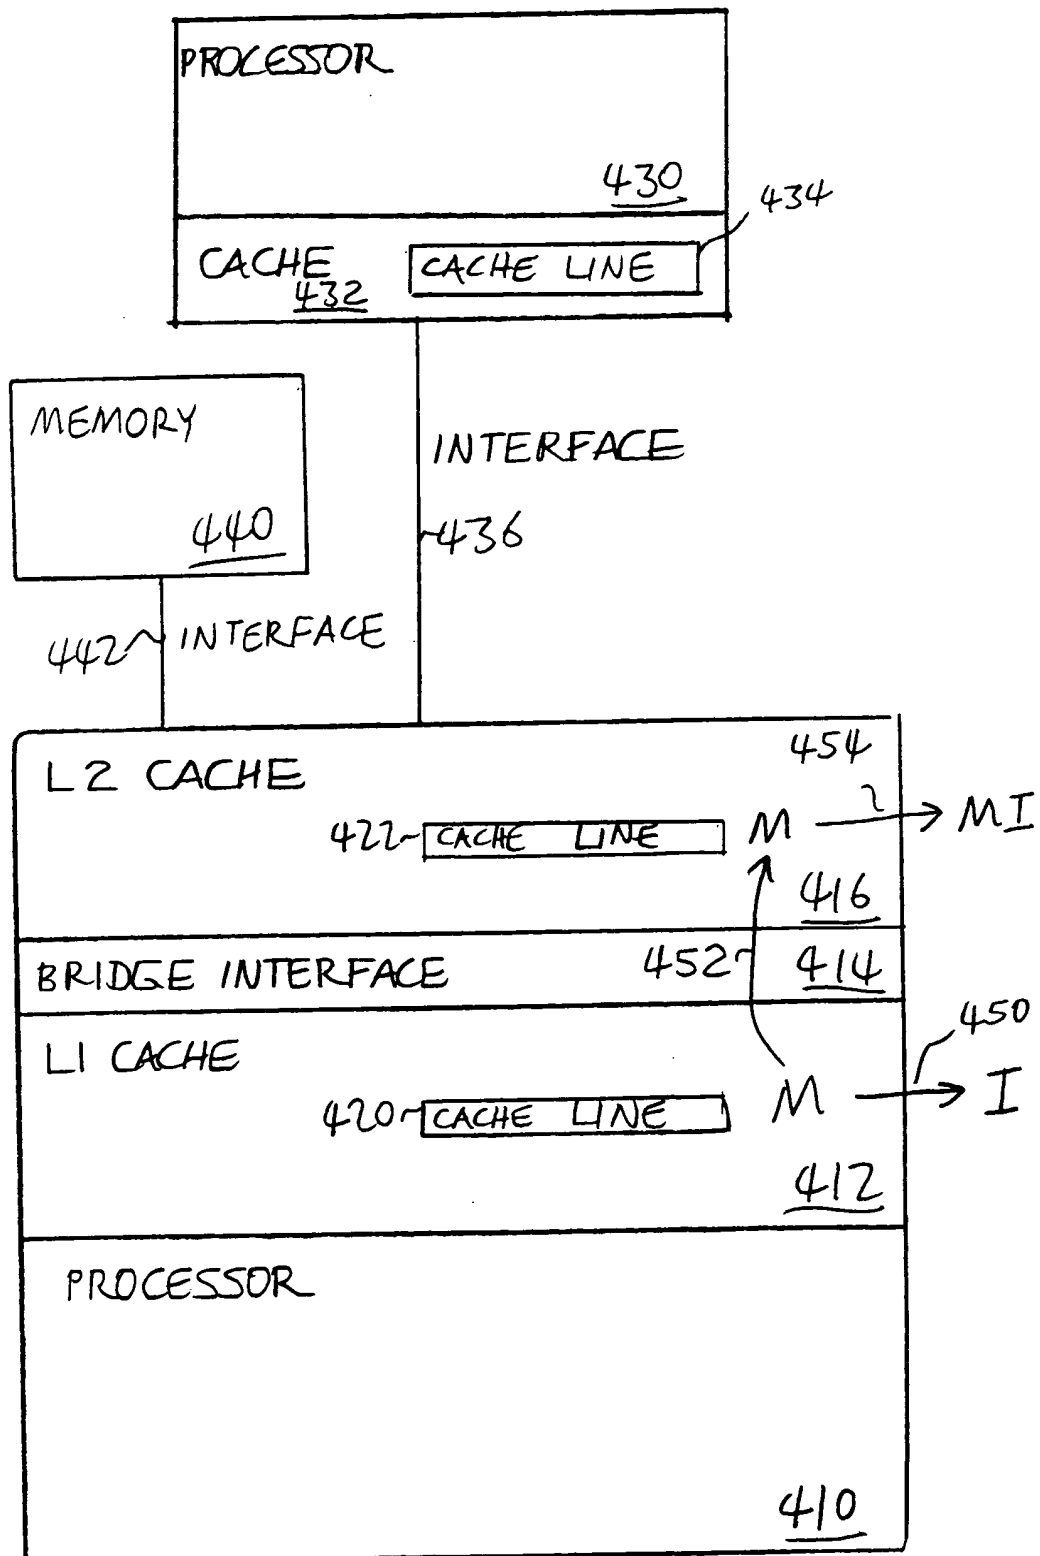 PROCESSOR
430
434
CACHE
432
CACHE LINE
MEMORY
440
INTERFACE
436
442
INTERFACE
L2 CACHE
454
422
CACHE LINE
M
MI
416
BRIDGE INTERFACE
452
414
L1 CACHE
450
420
CACHE LINE
M
I
412
PROCESSOR
410